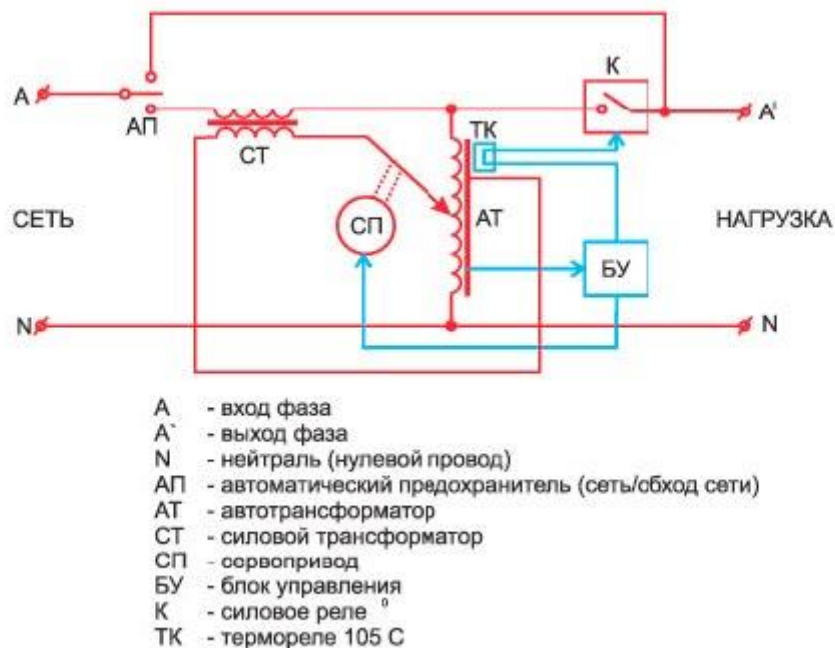 К
А
А'
АП
ТК
СТ
АТ
СЕТЬ
СП
НАГРУЗКА
БУ
N
N
А - вход фаза
А` - выход фаза
N - нейтраль (нулевой провод)
АП - автоматический предохранитель (сеть/обход сети)
АТ - автотрансформатор
СТ - силовой трансформатор
СП - сервопривод
БУ - блок управления
К - силовое реле 0
ТК - термореле 105 С